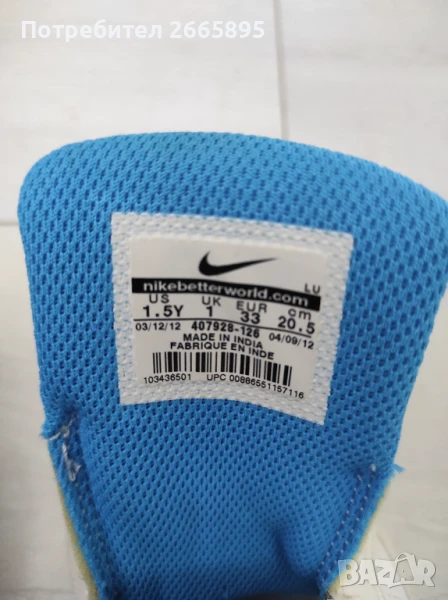 Потребител 2665895
LU
nikebetterworld.com
US UK EUR cm
1.5Y 1 33 20.5
03/12/12 407928-126 04/09/12
MADE IN INDIA
FABRIQUE EN INDE
103436501 UPC 00886551157116
BAZAR